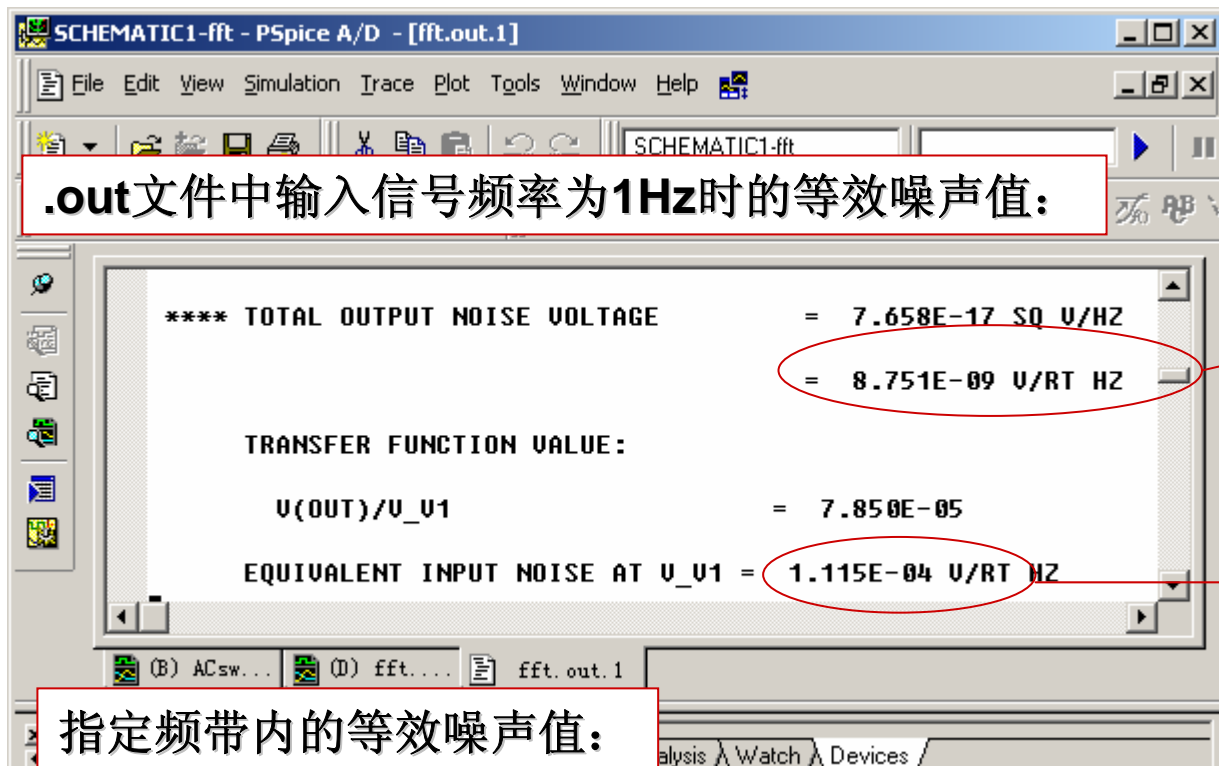 SCHEMATIC1-fft - PSpice A/D - [fft.out.1]
File Edit View Simulation Trace Plot Tools Window Help
SCHEMATIC1-fft
.out文件中输入信号频率为1Hz时的等效噪声值：
**** TOTAL OUTPUT NOISE VOLTAGE = 7.658E-17 SQ V/HZ
= 8.751E-09 V/RT HZ
TRANSFER FUNCTION VALUE:
V(OUT)/V_V1 = 7.850E-05
EQUIVALENT INPUT NOISE AT V_V1 = 1.115E-04 V/RT HZ
(B) ACsw... (D) fft.... fft.out.1
指定频带内的等效噪声值：
alysis Watch Devices